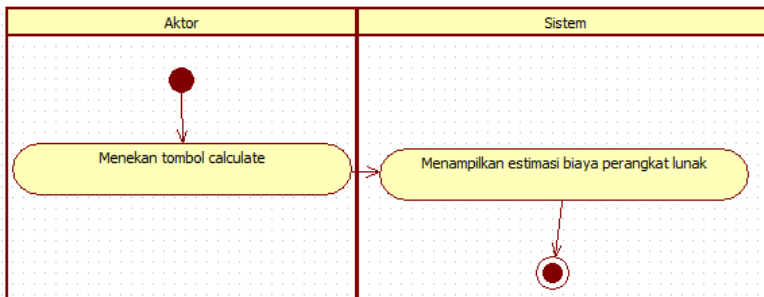 Aktor
Sistem
Menekan tombol calculate
Menampilkan estimasi biaya perangkat lunak